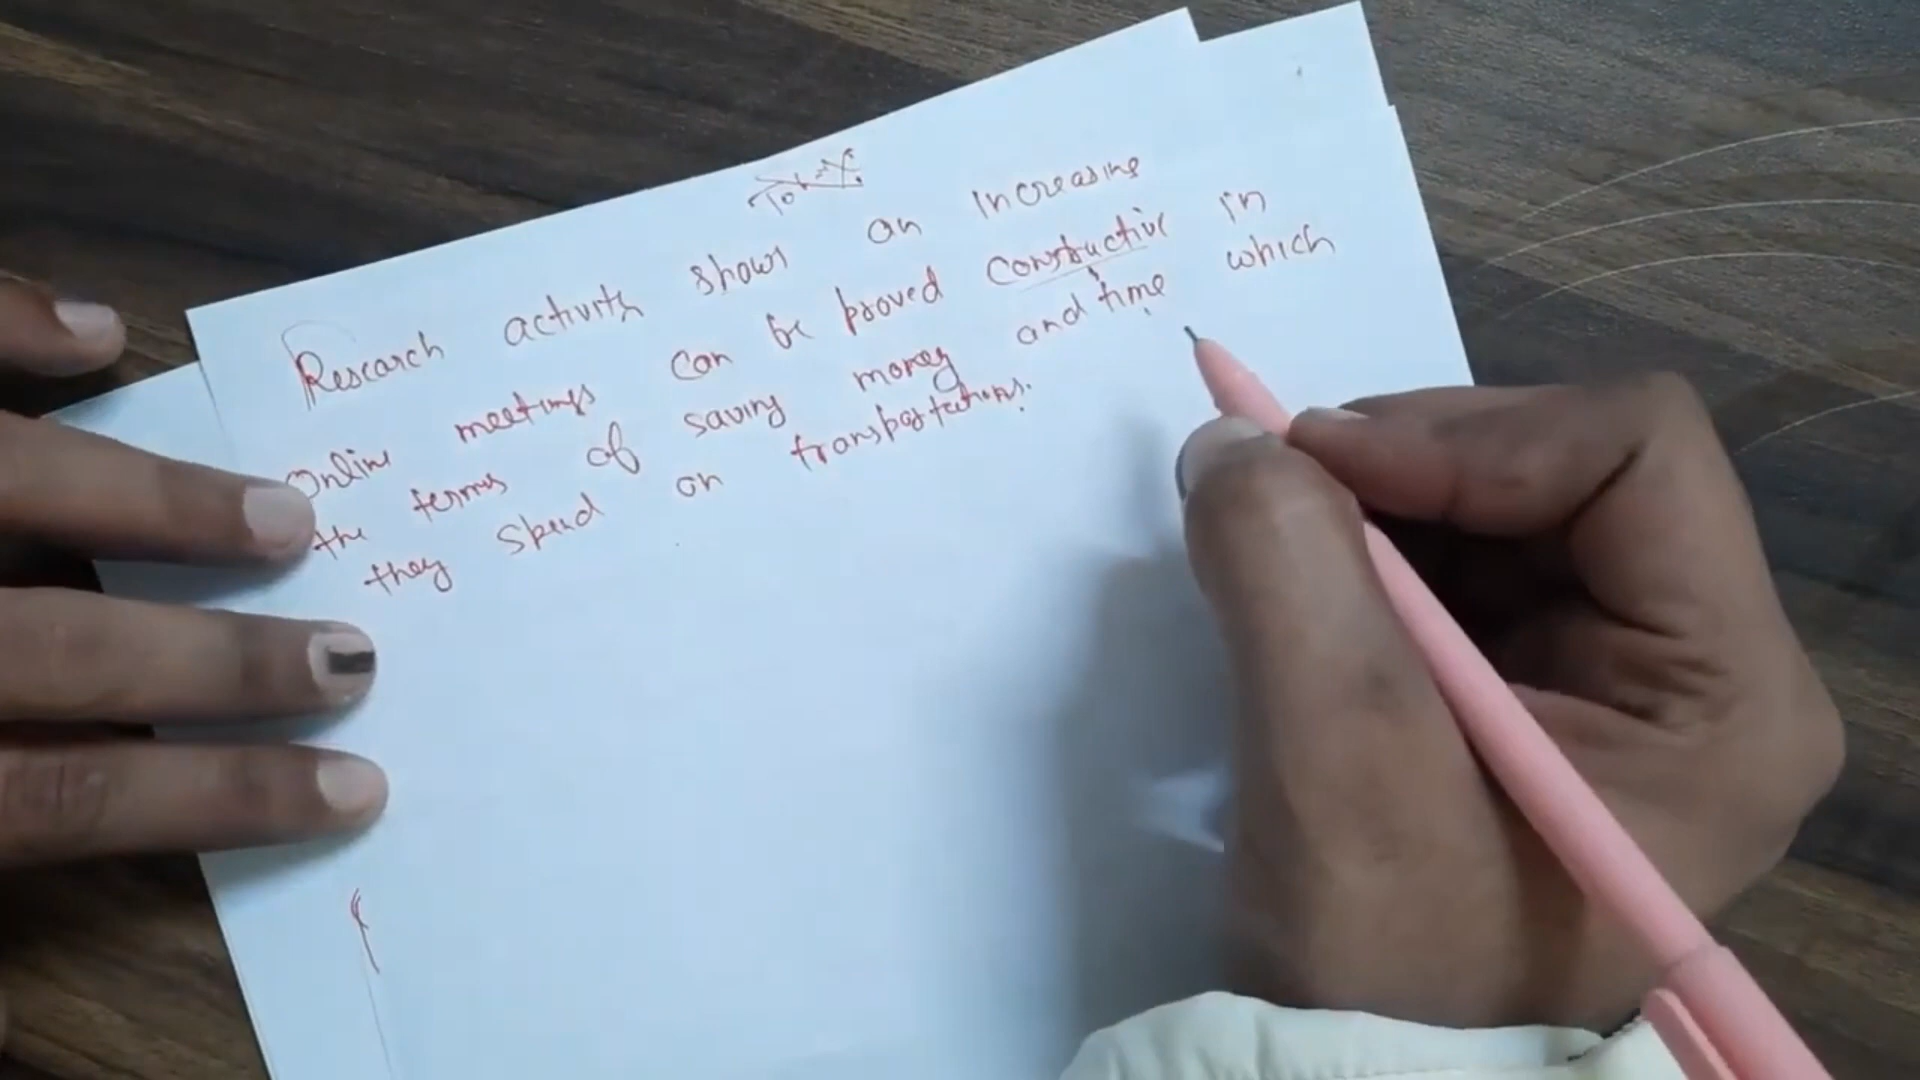 Research activity shows an increasing
Online meetings can be proved constructive in
the terms of saving money and time which
they spend on transportations.